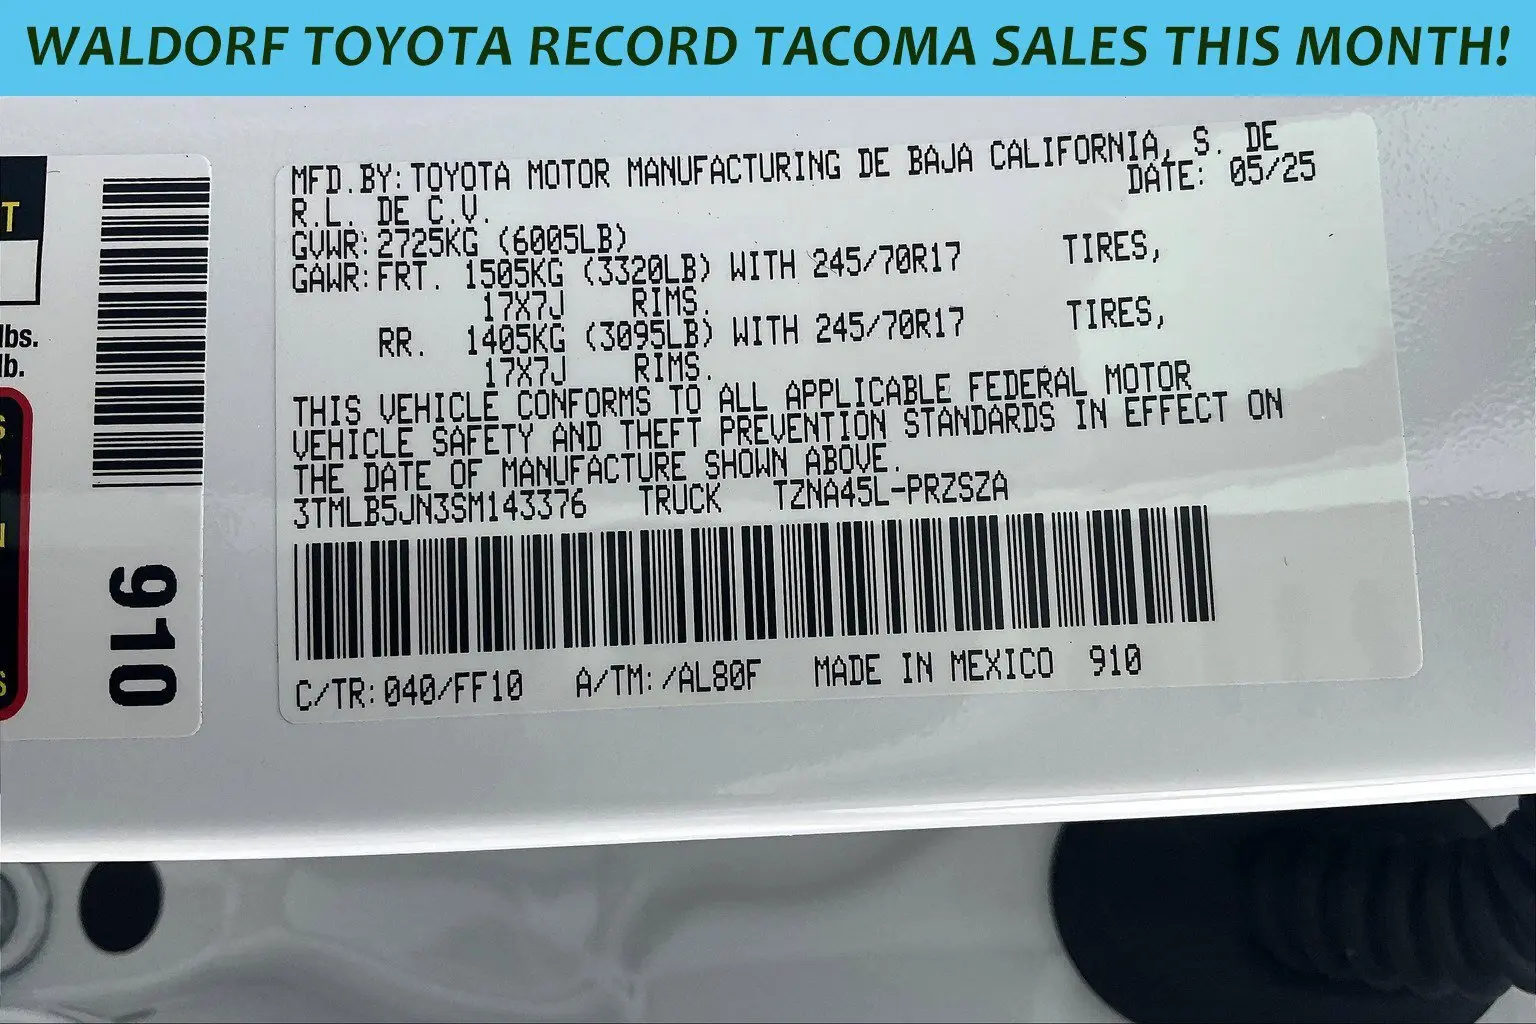 WALDORF TOYOTA RECORD TACOMA SALES THIS MONTH!
T
lbs.
lb.
S
N
S
910
MFD.BY:TOYOTA MOTOR MANUFACTURING DE BAJA CALIFORNIA, S. DE
R.L. DE C.V. DATE: 05/25
GVWR:2725KG (6005LB)
GAWR:FRT. 1505KG (3320LB) WITH 245/70R17 TIRES,
17X7J RIMS.
RR. 1405KG (3095LB) WITH 245/70R17 TIRES,
17X7J RIMS.
THIS VEHICLE CONFORMS TO ALL APPLICABLE FEDERAL MOTOR
VEHICLE SAFETY AND THEFT PREVENTION STANDARDS IN EFFECT ON
THE DATE OF MANUFACTURE SHOWN ABOVE.
3TMLB5JN3SM143376 TRUCK TZNA45L-PRZSZA
C/TR:040/FF10 A/TM:/AL80F MADE IN MEXICO 910